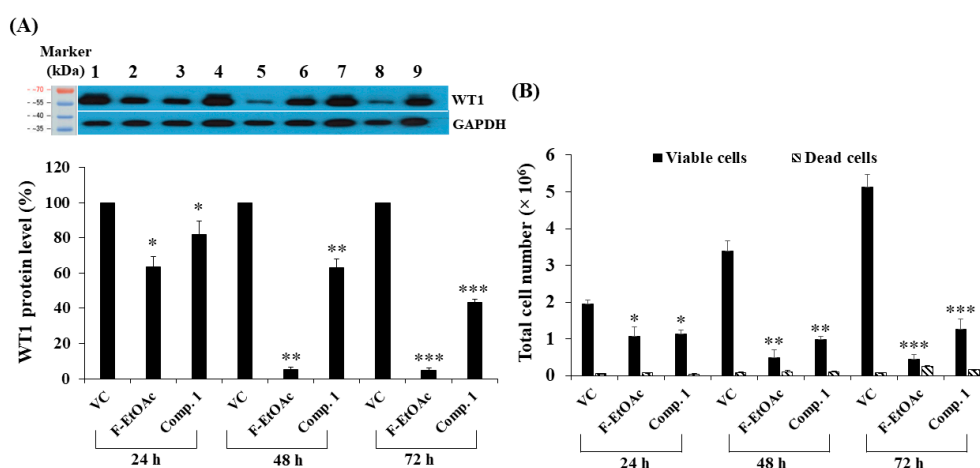 (A)
Marker
(kDa) 1 2 3 4 5 6 7 8 9
--70
--55
--40
--35
WT1
GAPDH
WT1 protein level (%)
120
100
80
60
40
20
0
* * ** ** *** ***
VC F-EtOAc Comp. 1 VC F-EtOAc Comp. 1 VC F-EtOAc Comp. 1
24 h 48 h 72 h
(B)
Viable cells Dead cells
Total cell number (× 10⁶)
6
5
4
3
2
1
0
* * ** ** *** ***
VC F-EtOAc Comp. 1 VC F-EtOAc Comp. 1 VC F-EtOAc Comp. 1
24 h 48 h 72 h